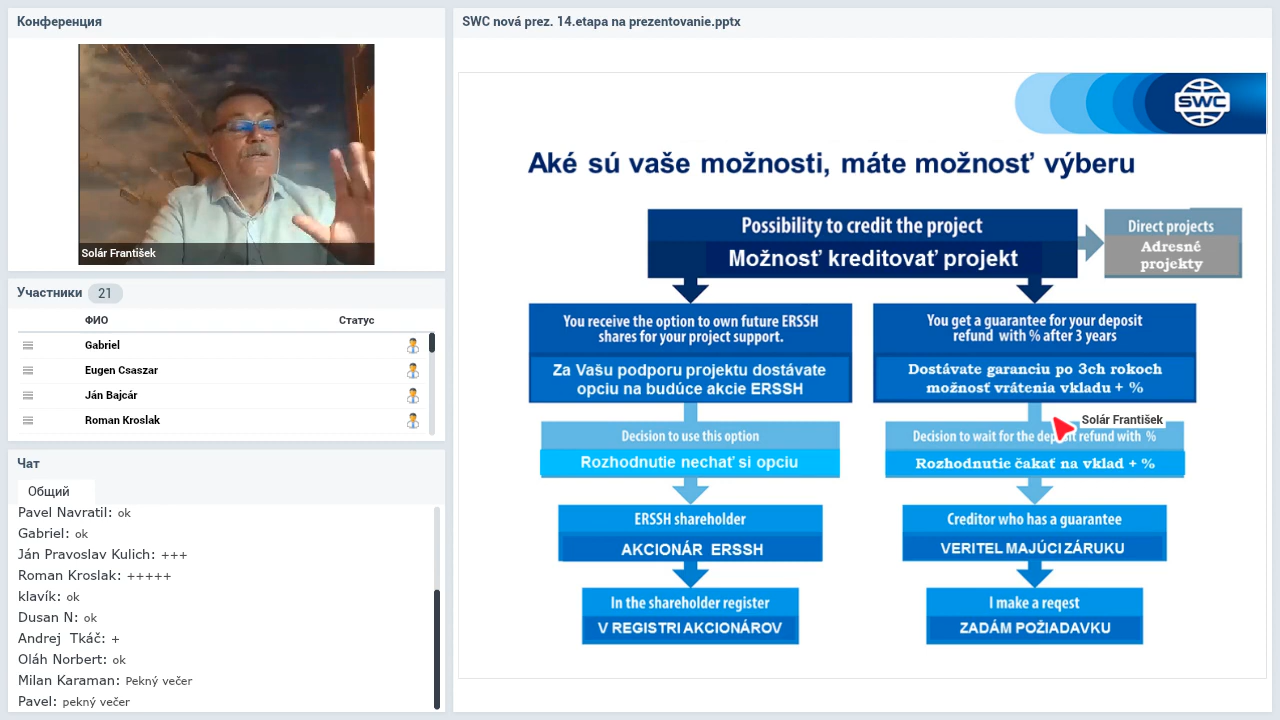 Конференция
Solár František
Участники 21
ФИО Статус
Gabriel
Eugen Csaszar
Ján Bajcár
Roman Kroslak
Чат
Общий
Pavel Navratil: ok
Gabriel: ok
Ján Pravoslav Kulich: +++
Roman Kroslak: +++++
klavík: ok
Dusan N: ok
Andrej Tkáč: +
Oláh Norbert: ok
Milan Karaman: Pekný večer
Pavel: pekný večer
SWC nová prez. 14.etapa na prezentovanie.pptx
SWC
Aké sú vaše možnosti, máte možnosť výberu
Possibility to credit the project
Možnosť kreditovať projekt
Direct projects
Adresné
projekty
You receive the option to own future ERSSH
shares for your project support.
Za Vašu podporu projektu dostávate
opciu na budúce akcie ERSSH
Decision to use this option
Rozhodnutie nechať si opciu
ERSSH shareholder
AKCIONÁR ERSSH
In the shareholder register
V REGISTRI AKCIONÁROV
You get a guarantee for your deposit
refund with % after 3 years
Dostávate garanciu po 3ch rokoch
možnosť vrátenia vkladu + %
Solár František
Decision to wait for the deposit refund with %
Rozhodnutie čakať na vklad + %
Creditor who has a guarantee
VERITEL MAJÚCI ZÁRUKU
I make a reqest
ZADÁM POŽIADAVKU